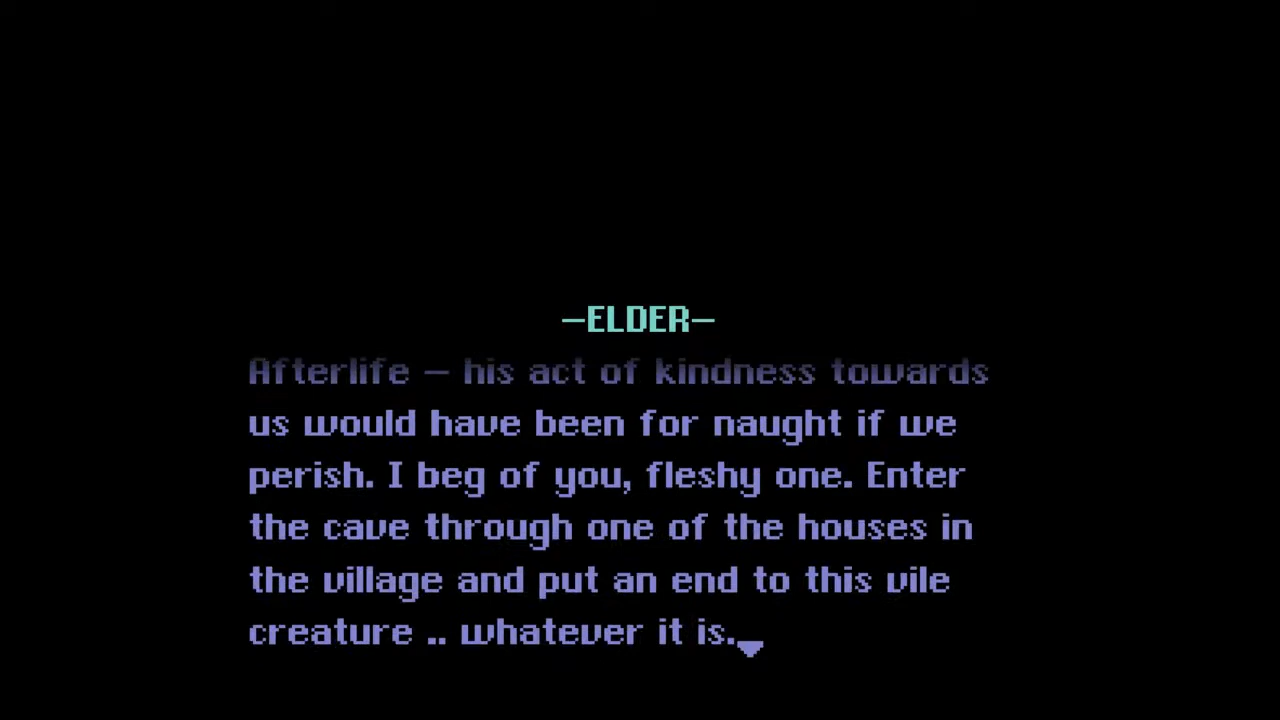 —ELDER—
Afterlife — his act of kindness towards
us would have been for naught if we
perish. I beg of you, fleshy one. Enter
the cave through one of the houses in
the village and put an end to this vile
creature .. whatever it is.